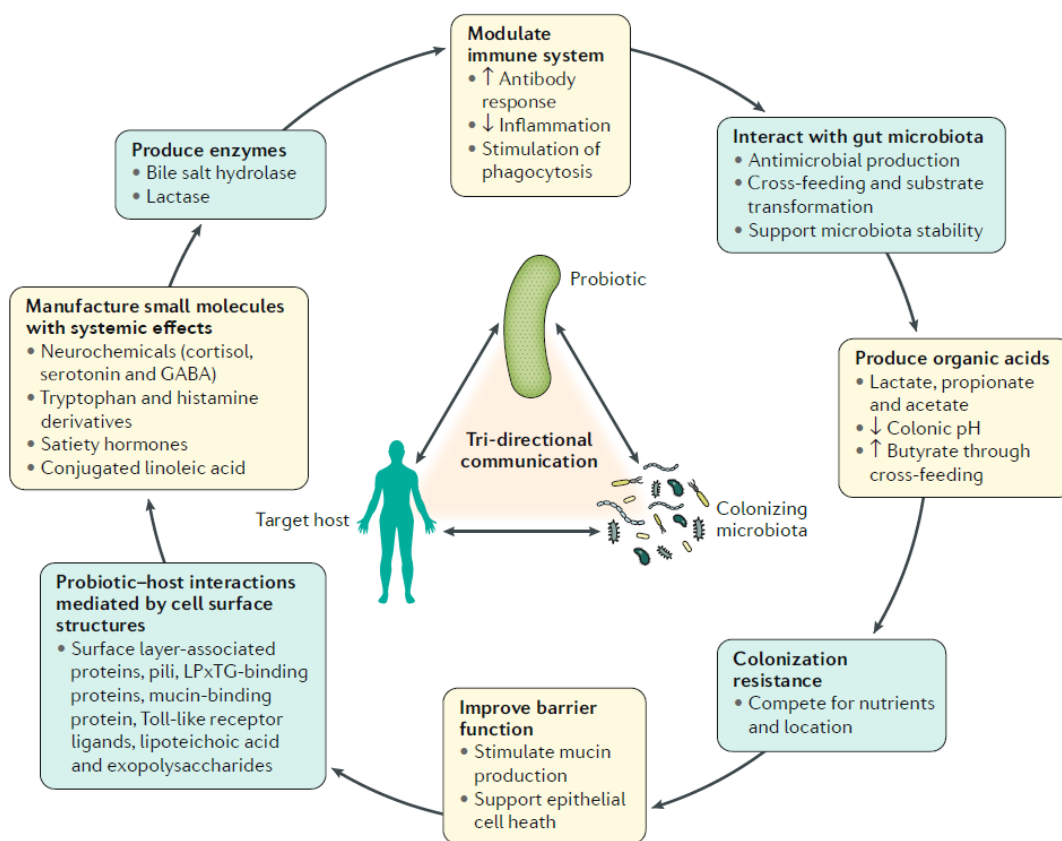 Modulate
immune system
• ↑ Antibody
response
• ↓ Inflammation
• Stimulation of
phagocytosis
Interact with gut microbiota
• Antimicrobial production
• Cross-feeding and substrate
transformation
• Support microbiota stability
Produce organic acids
• Lactate, propionate
and acetate
• ↓ Colonic pH
• ↑ Butyrate through
cross-feeding
Colonization
resistance
• Compete for nutrients
and location
Improve barrier
function
• Stimulate mucin
production
• Support epithelial
cell heath
Probiotic–host interactions
mediated by cell surface
structures
• Surface layer-associated
proteins, pili, LPxTG-binding
proteins, mucin-binding
protein, Toll-like receptor
ligands, lipoteichoic acid
and exopolysaccharides
Manufacture small molecules
with systemic effects
• Neurochemicals (cortisol,
serotonin and GABA)
• Tryptophan and histamine
derivatives
• Satiety hormones
• Conjugated linoleic acid
Produce enzymes
• Bile salt hydrolase
• Lactase
Probiotic
Tri-directional
communication
Target host
Colonizing
microbiota